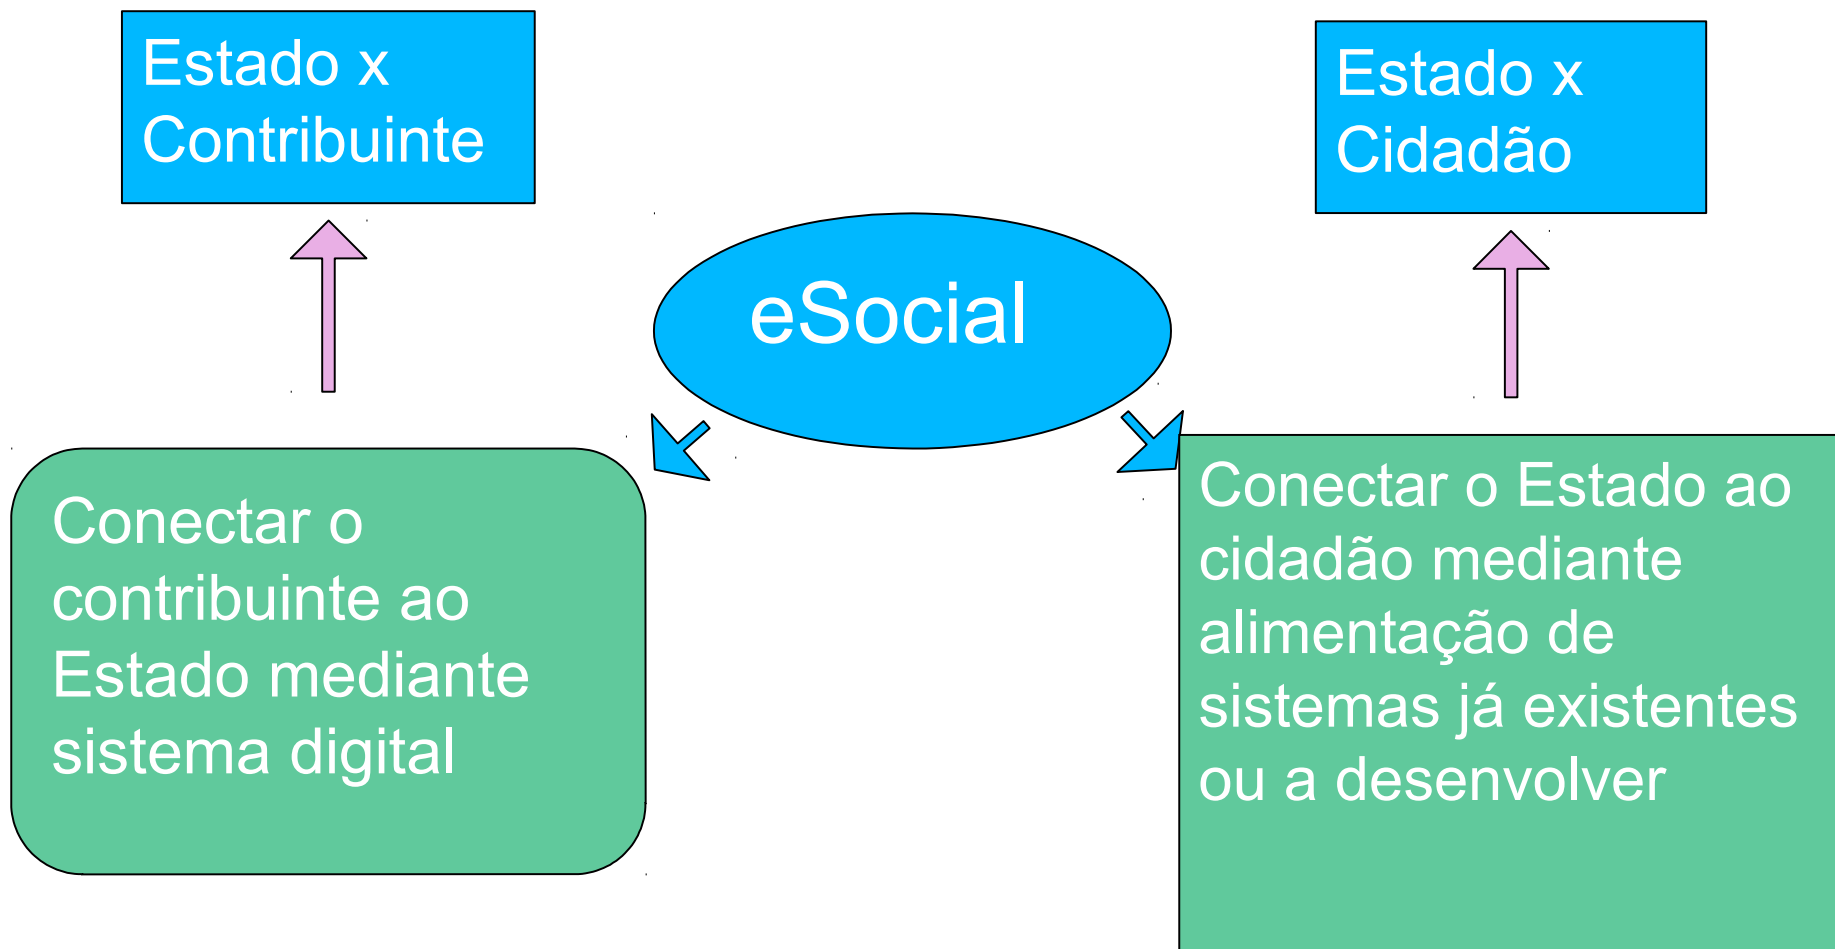 Estado x
Contribuinte
Estado x
Cidadão
eSocial
Conectar o
contribuinte ao
Estado mediante
sistema digital
Conectar o Estado ao
cidadão mediante
alimentação de
sistemas já existentes
ou a desenvolver